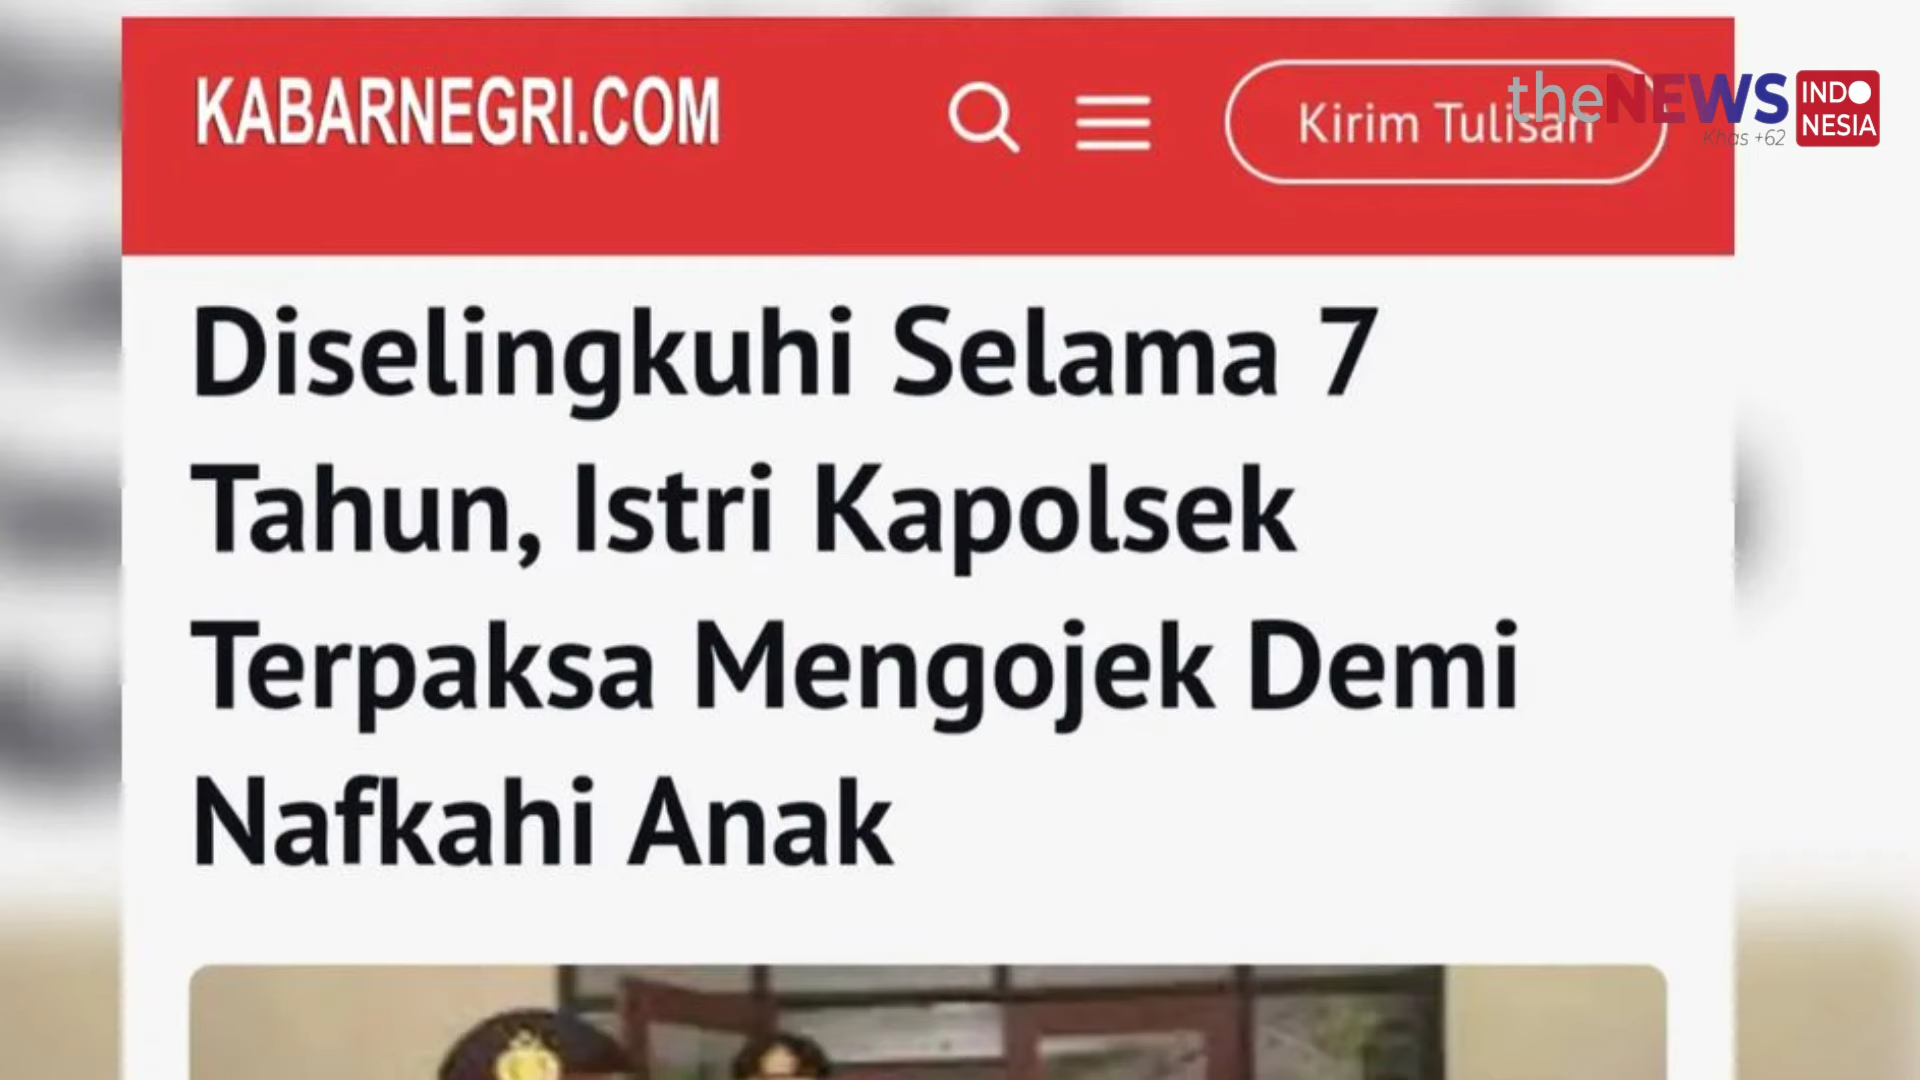 KABARNEGRI.COM
Kirim Tulisan
theNEWS
Khas +62
INDO
NESIA
Diselingkuhi Selama 7
Tahun, Istri Kapolsek
Terpaksa Mengojek Demi
Nafkahi Anak